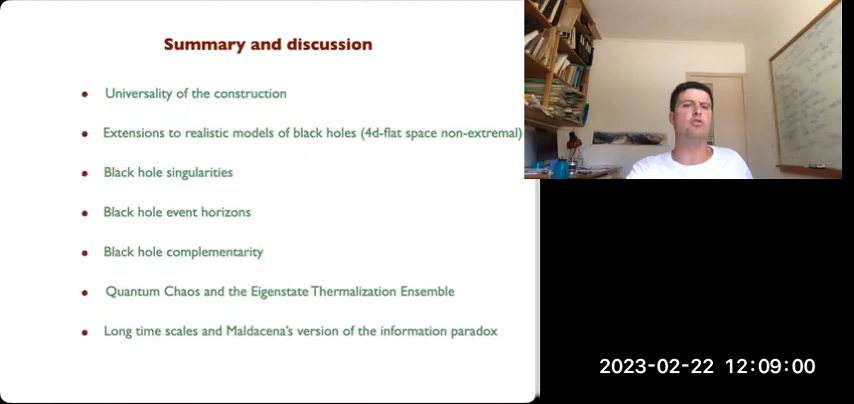 Summary and discussion
Universality of the construction
Extensions to realistic models of black holes (4d-flat space non-extremal)
Black hole singularities
Black hole event horizons
Black hole complementarity
Quantum Chaos and the Eigenstate Thermalization Ensemble
Long time scales and Maldacena's version of the information paradox
2023-02-22 12:09:00